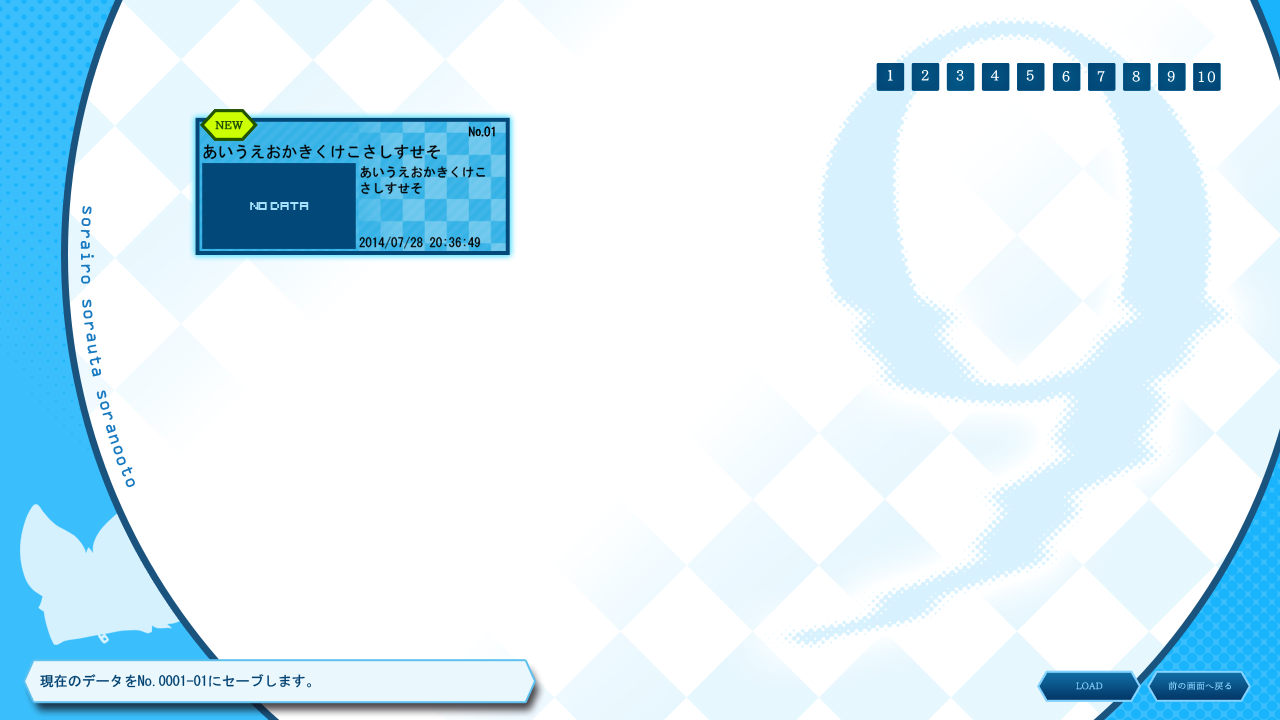 1 2 3 4 5 6 7 8 9 10
NEW
No.01
あいうえおかきくけこさしすせそ
NO DATA
あいうえおかきくけこ
さしすせそ
2014/07/28 20:36:49
sorairo sorauta soranooto
9
現在のデータをNo.0001-01にセーブします。
LOAD
前の画面へ戻る